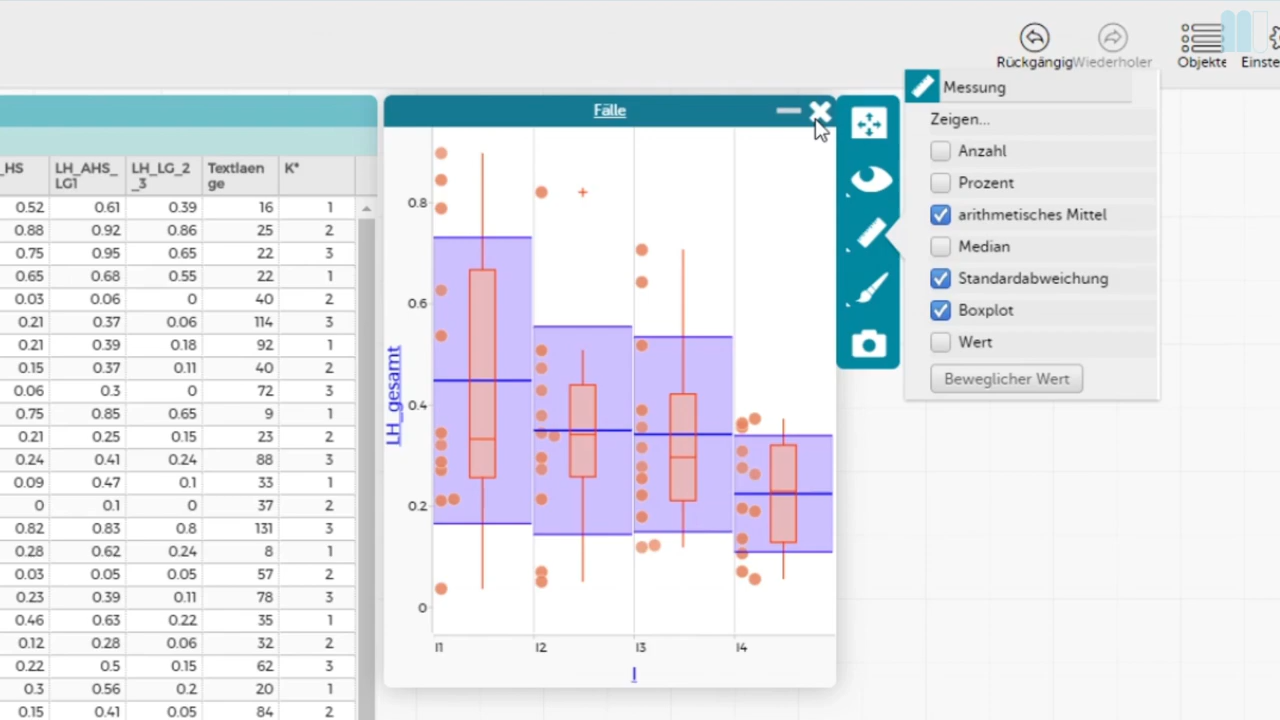 Rückgängig Wiederholer Objekte Einste
Fälle
Messung
Zeigen...
Anzahl
Prozent
arithmetisches Mittel
Median
Standardabweichung
Boxplot
Wert
Beweglicher Wert
_HS LH_AHS_LG1 LH_LG_2_3 Textlaenge K*
0.52 0.61 0.39 16 1
0.88 0.92 0.86 25 2
0.75 0.95 0.65 22 3
0.65 0.68 0.55 22 1
0.03 0.06 0 40 2
0.21 0.37 0.06 114 3
0.21 0.39 0.18 92 1
0.15 0.37 0.11 40 2
0.06 0.3 0 72 3
0.75 0.85 0.65 9 1
0.21 0.25 0.15 23 2
0.24 0.41 0.24 88 3
0.09 0.47 0.1 33 1
0 0.1 0 37 2
0.82 0.83 0.8 131 3
0.28 0.62 0.24 8 1
0.03 0.05 0.05 57 2
0.23 0.39 0.11 78 3
0.46 0.63 0.22 35 1
0.12 0.28 0.06 32 2
0.22 0.5 0.15 62 3
0.3 0.56 0.2 20 1
0.15 0.41 0.05 84 2
LH_gesamt
0.8
0.6
0.4
0.2
0
I1 I2 I3 I4
I